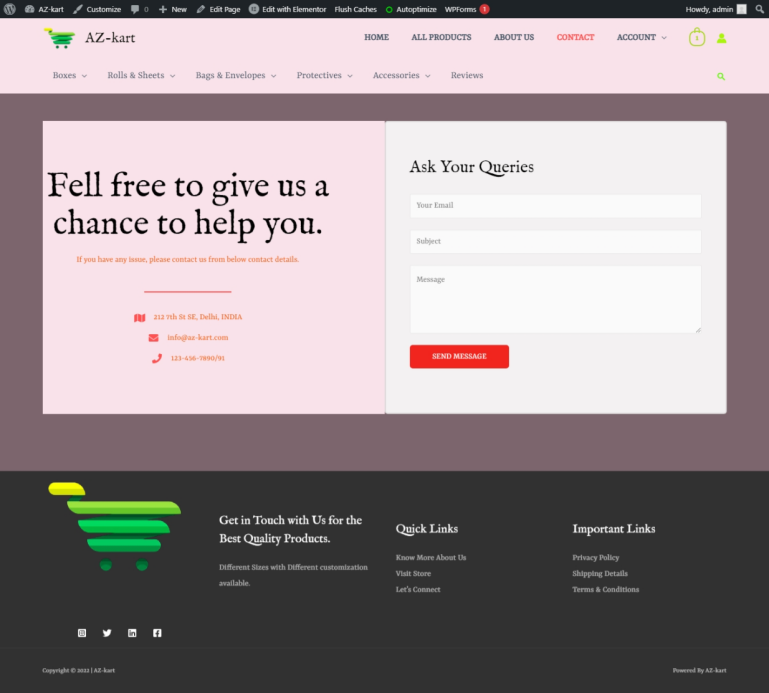 AZ-kart
Customize
0
New
Edit Page
Edit with Elementor
Flush Caches
Autoptimize
WPForms
1
Howdy, admin
AZ-kart
HOME
ALL PRODUCTS
ABOUT US
CONTACT
ACCOUNT
1
Boxes
Rolls & Sheets
Bags & Envelopes
Protectives
Accessories
Reviews
Fell free to give us a
chance to help you.
If you have any issue, please contact us from below contact details.
212 7th St SE, Delhi, INDIA
info@az-kart.com
123-456-7890/91
Ask Your Queries
Your Email
Subject
Message
SEND MESSAGE
Get in Touch with Us for the
Best Quality Products.
Different Sizes with Different customization
available.
Quick Links
Know More About Us
Visit Store
Let's Connect
Important Links
Privacy Policy
Shipping Details
Terms & Conditions
Copyright © 2022 | AZ-kart
Powered By AZ-kart